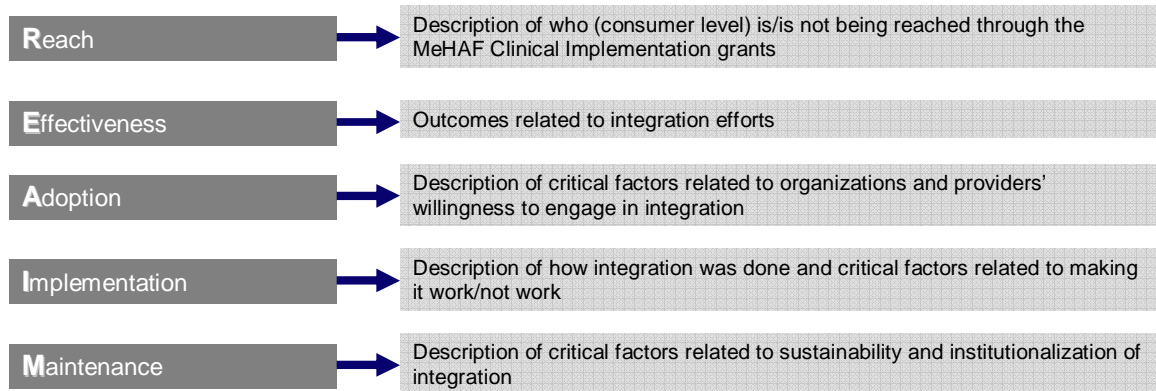 Reach
Description of who (consumer level) is/is not being reached through the
MeHAF Clinical Implementation grants
Effectiveness
Outcomes related to integration efforts
Adoption
Description of critical factors related to organizations and providers’
willingness to engage in integration
Implementation
Description of how integration was done and critical factors related to making
it work/not work
Maintenance
Description of critical factors related to sustainability and institutionalization of
integration